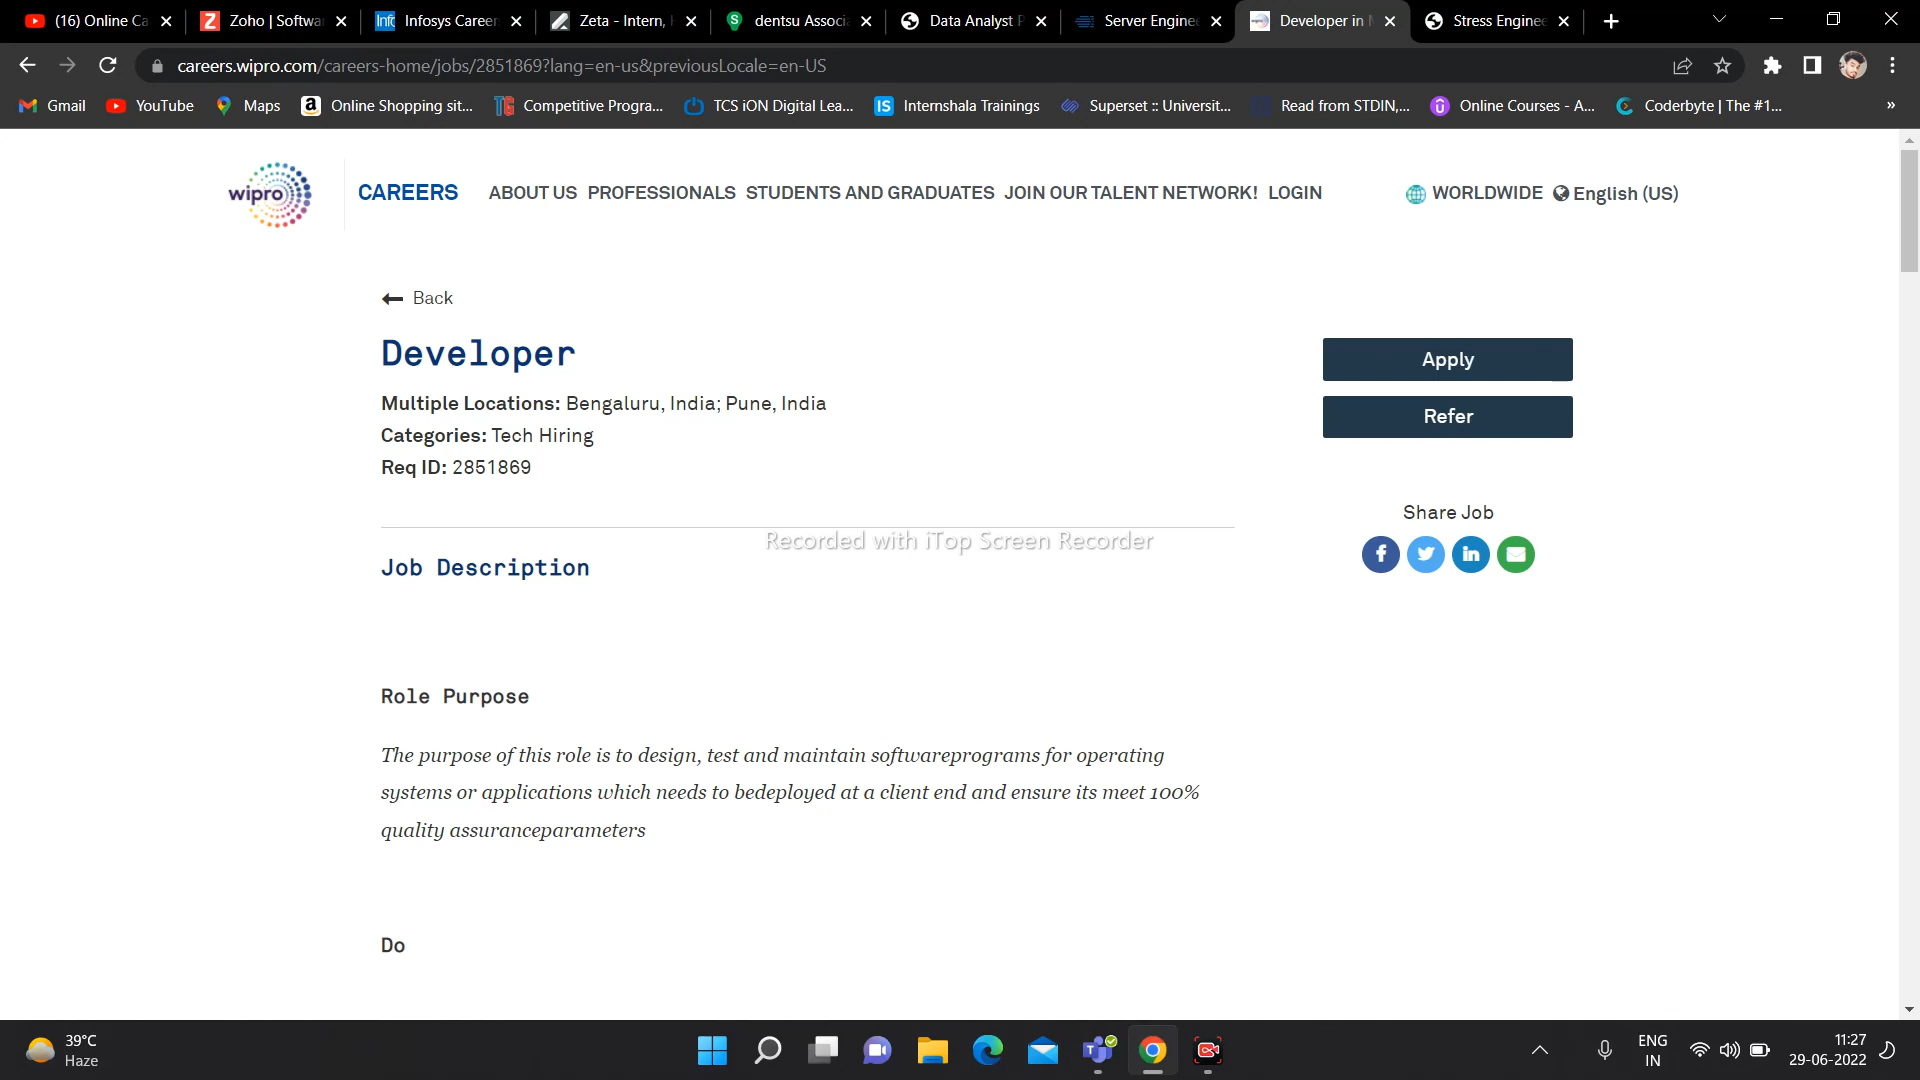 (16) Online Ca
Zoho | Softwar
Infosys Career
Zeta - Intern,
dentsu Associa
Data Analyst
Server Enginee
Developer in
Stress Enginee
careers.wipro.com/careers-home/jobs/2851869?lang=en-us&previousLocale=en-US
Gmail
YouTube
Maps
Online Shopping sit...
Competitive Progra...
TCS iON Digital Lea...
Internshala Trainings
Superset :: Universit...
Read from STDIN,...
Online Courses - A...
Coderbyte | The #1...
»
wipro
CAREERS
ABOUT US PROFESSIONALS STUDENTS AND GRADUATES JOIN OUR TALENT NETWORK! LOGIN
WORLDWIDE English (US)
Back
Developer
Apply
Multiple Locations: Bengaluru, India; Pune, India
Refer
Categories: Tech Hiring
Req ID: 2851869
Share Job
Recorded with iTop Screen Recorder
Job Description
Role Purpose
The purpose of this role is to design, test and maintain softwareprograms for operating
systems or applications which needs to bedeployed at a client end and ensure its meet 100%
quality assuranceparameters
Do
39°C
Haze
ENG
IN
11:27
29-06-2022